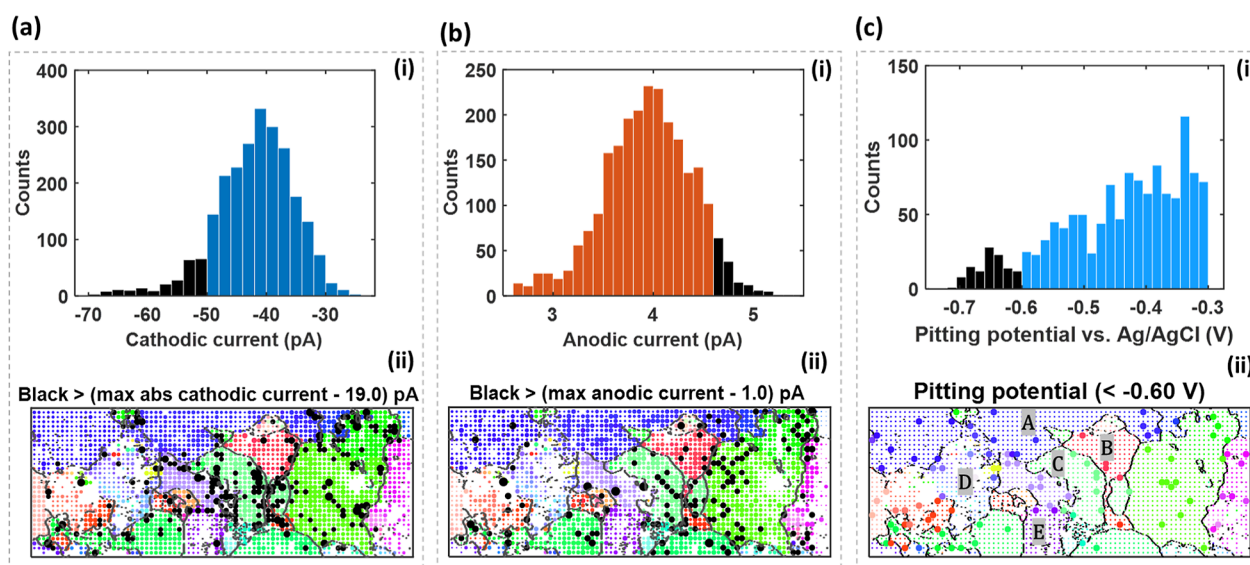 (a)
(i)
400
300
200
100
0
Counts
-70
-60
-50
-40
-30
Cathodic current (pA)
(ii)
Black > (max abs cathodic current - 19.0) pA
(b)
(i)
250
200
150
100
50
0
Counts
3
4
5
Anodic current (pA)
(ii)
Black > (max anodic current - 1.0) pA
(c)
(i
150
100
50
0
Counts
-0.7
-0.6
-0.5
-0.4
-0.3
Pitting potential vs. Ag/AgCl (V)
(ii
Pitting potential (< -0.60 V)
A
B
C
D
E